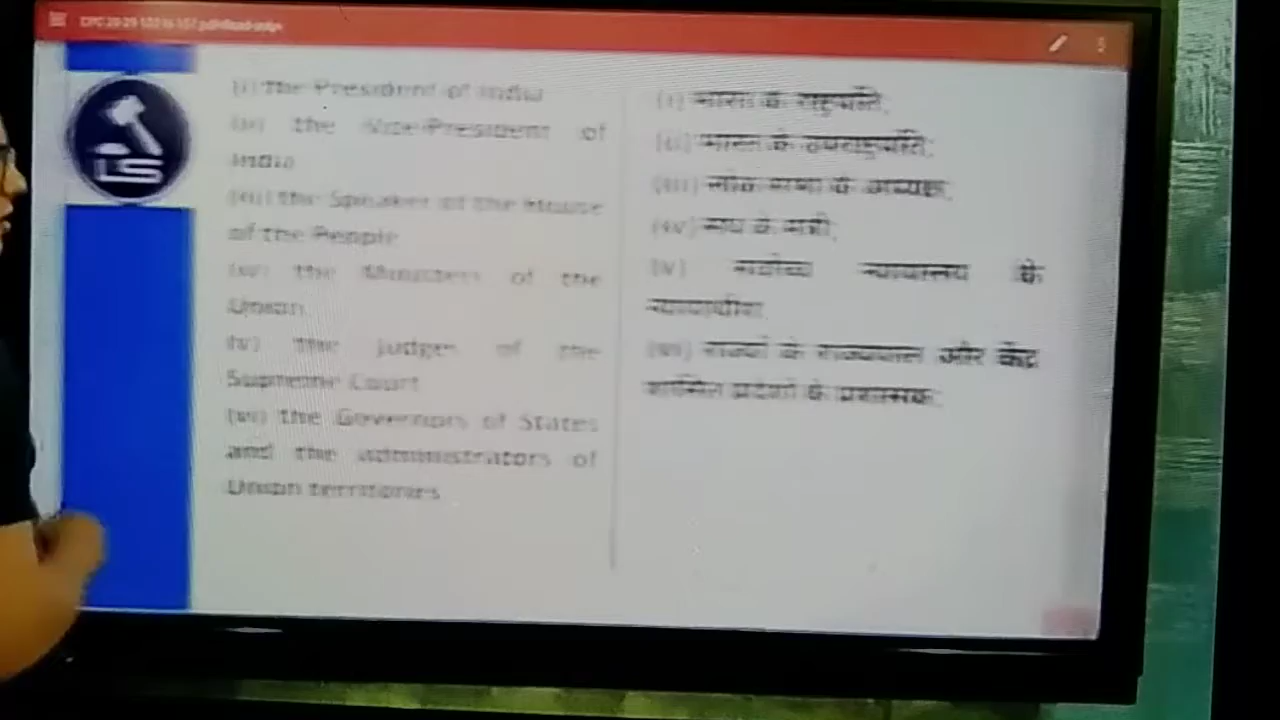 (i) the President of India
(ii) the Vice-President of
India
(iii) the Speaker of the House
of the People
(iv) the Ministers of the
Union
(v) the Judges of the
Supreme Court
(vi) the Governors of States
and the administrators of
Union territories
(i) भारत के राष्ट्रपति;
(ii) भारत के उपराष्ट्रपति;
(iii) लोक सभा के अध्यक्ष;
(iv) संघ के मंत्री;
(v) सर्वोच्च न्यायालय के
न्यायाधीश;
(vi) राज्यों के राज्यपाल और केंद्र
शासित प्रदेशों के प्रशासक;
LS